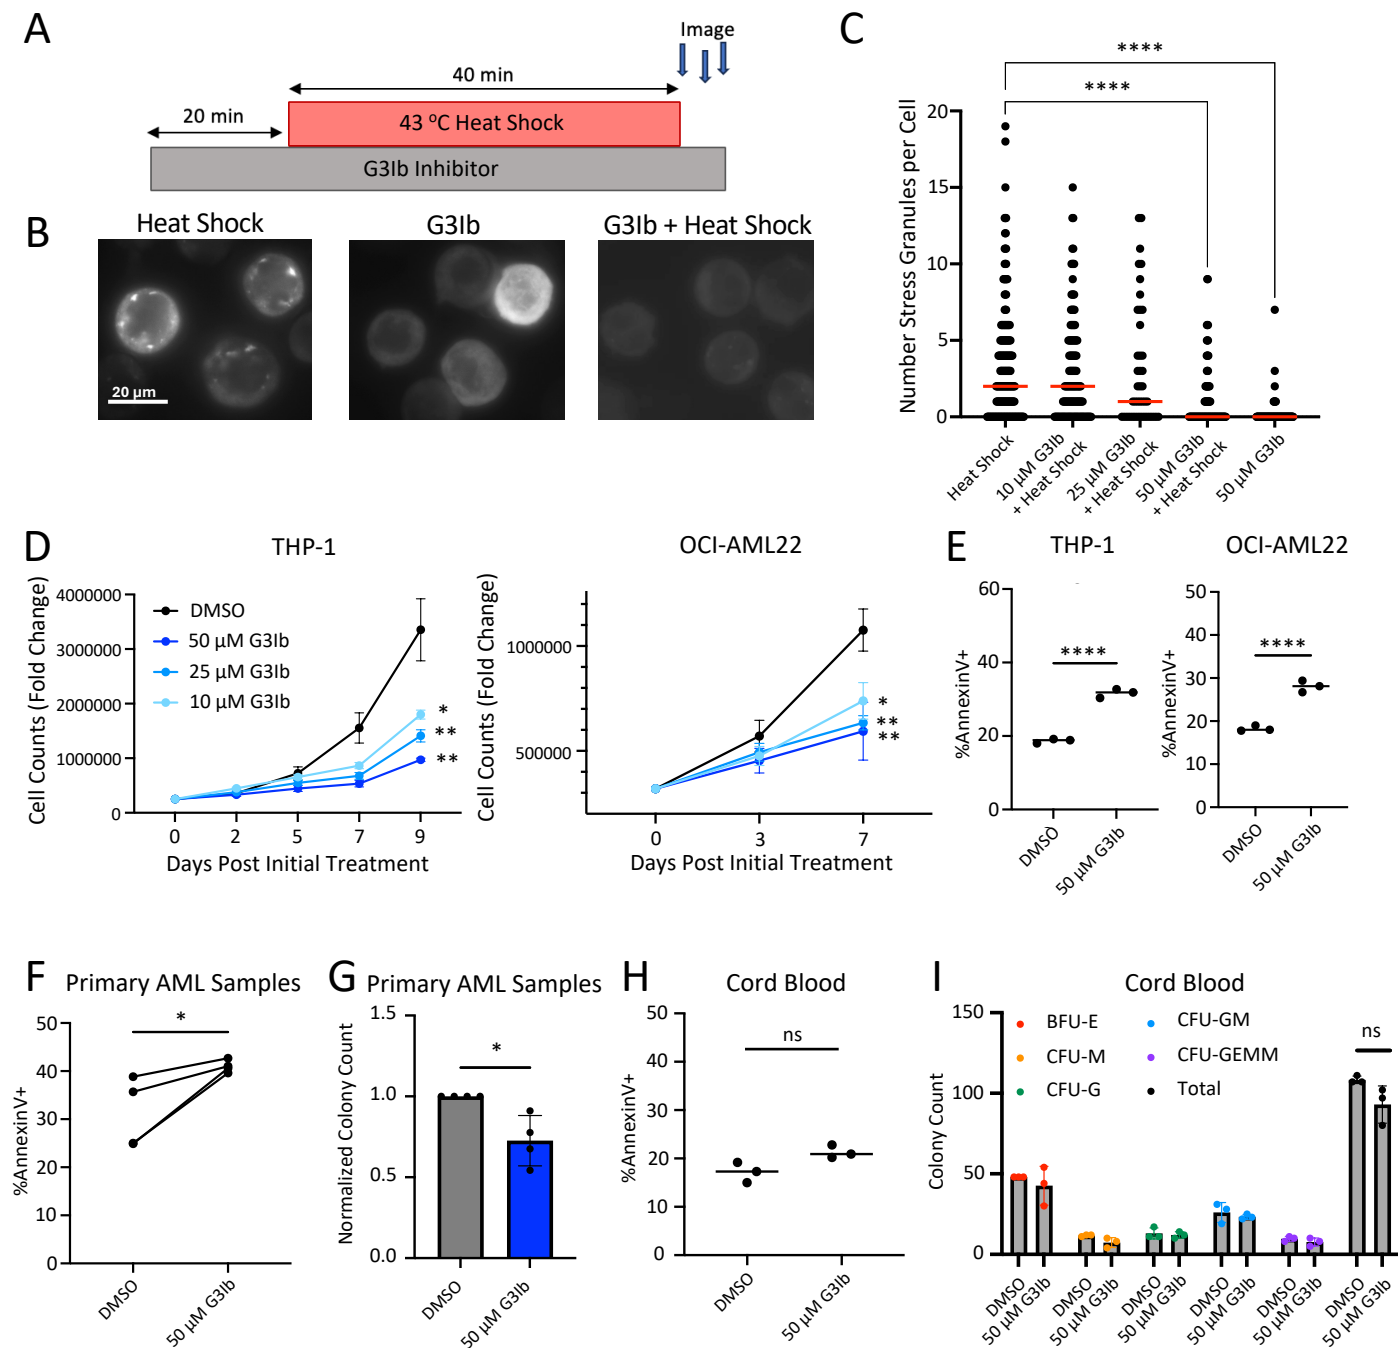 A
Image
40 min
20 min
43 °C Heat Shock
G3Ib Inhibitor
B
Heat Shock
G3Ib
G3Ib + Heat Shock
20 µm
C
****
****
Number Stress Granules per Cell
20
15
10
5
0
Heat Shock
10 µM G3Ib
+ Heat Shock
25 µM G3Ib
+ Heat Shock
50 µM G3Ib
+ Heat Shock
50 µM G3Ib
D
THP-1
Cell Counts (Fold Change)
4000000
3000000
2000000
1000000
0
DMSO
50 µM G3Ib
25 µM G3Ib
10 µM G3Ib
*
**
**
0 2 5 7 9
Days Post Initial Treatment
OCI-AML22
Cell Counts (Fold Change)
1000000
500000
*
**
**
0 3 7
Days Post Initial Treatment
E
THP-1
%AnnexinV+
60
40
20
0
****
DMSO
50 µM G3Ib
OCI-AML22
%AnnexinV+
50
40
30
20
10
0
****
DMSO
50 µM G3Ib
F
Primary AML Samples
%AnnexinV+
50
40
30
20
10
0
*
DMSO
50 µM G3Ib
G
Primary AML Samples
Normalized Colony Count
1.5
1.0
0.5
0.0
*
DMSO
50 µM G3Ib
H
Cord Blood
%AnnexinV+
50
40
30
20
10
0
ns
DMSO
50 µM G3Ib
I
Cord Blood
Colony Count
150
100
50
0
BFU-E
CFU-M
CFU-G
CFU-GM
CFU-GEMM
Total
ns
DMSO
50 µM G3Ib
DMSO
50 µM G3Ib
DMSO
50 µM G3Ib
DMSO
50 µM G3Ib
DMSO
50 µM G3Ib
DMSO
50 µM G3Ib